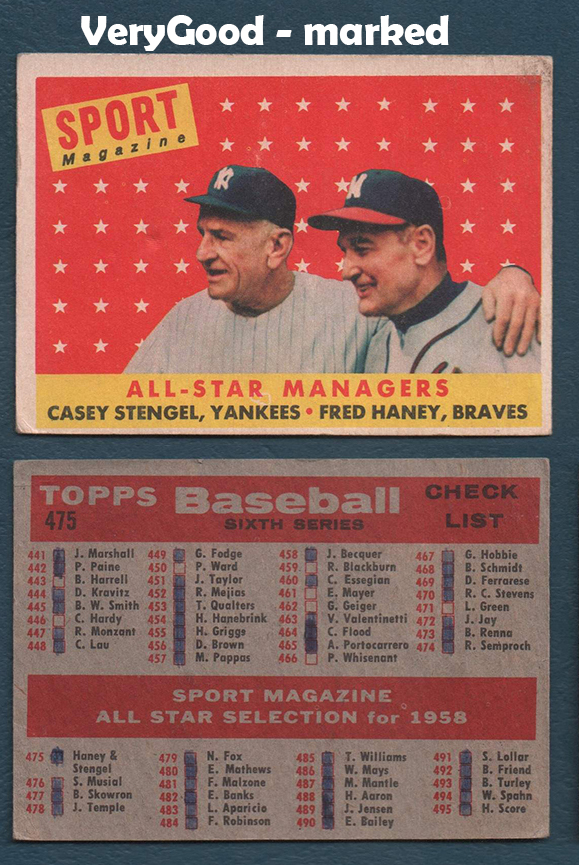 VeryGood - marked
SPORT
Magazine
ALL-STAR MANAGERS
CASEY STENGEL, YANKEES • FRED HANEY, BRAVES
TOPPS Baseball CHECK
475 SIXTH SERIES LIST
441 J. Marshall
442 P. Paine
443 B. Harrell
444 D. Kravitz
445 B. W. Smith
446 C. Hardy
447 R. Monzant
448 C. Lau
449 G. Fodge
450 P. Ward
451 J. Taylor
452 R. Mejias
453 T. Qualters
454 H. Hanebrink
455 H. Griggs
456 D. Brown
457 M. Pappas
458 J. Becquer
459 R. Blackburn
460 C. Essegian
461 E. Mayer
462 G. Geiger
463 V. Valentinetti
464 C. Flood
465 A. Portocarrero
466 P. Whisenant
467 G. Hobbie
468 B. Schmidt
469 D. Ferrarese
470 R. C. Stevens
471 L. Green
472 J. Jay
473 B. Renna
474 R. Semproch
SPORT MAGAZINE
ALL STAR SELECTION for 1958
475 Haney &
Stengel
476 S. Musial
477 B. Skowron
478 J. Temple
479 N. Fox
480 E. Mathews
481 F. Malzone
482 E. Banks
483 L. Aparicio
484 F. Robinson
485 T. Williams
486 W. Mays
487 M. Mantle
488 H. Aaron
489 J. Jensen
490 E. Bailey
491 S. Lollar
492 B. Friend
493 B. Turley
494 W. Spahn
495 H. Score